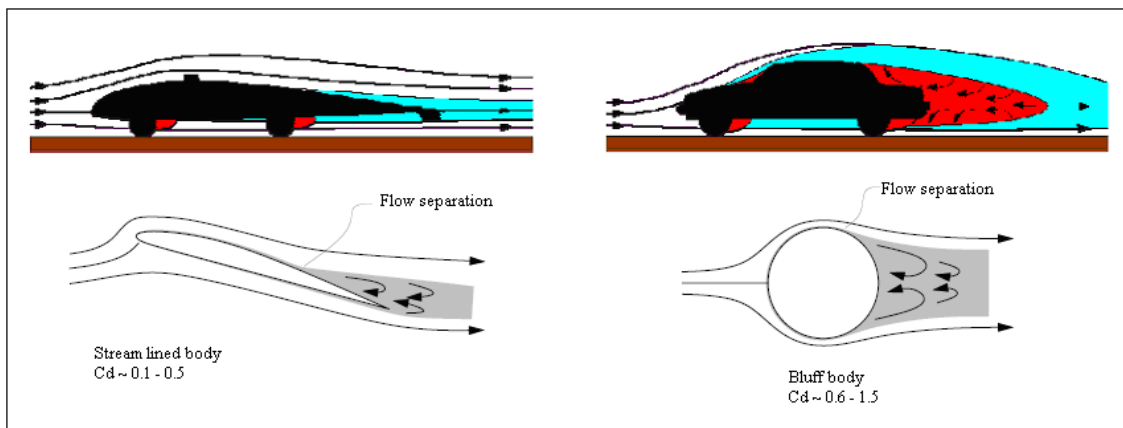 Flow separation
Flow separation
Stream lined body
Cd ~ 0.1 - 0.5
Bluff body
Cd ~ 0.6 - 1.5